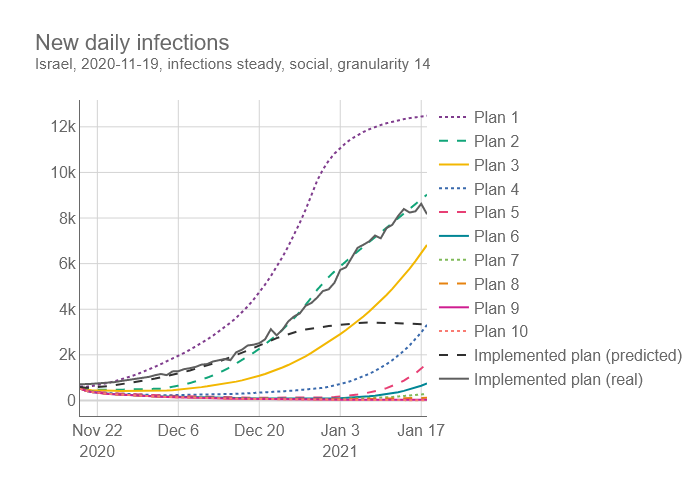 New daily infections
Israel, 2020-11-19, infections steady, social, granularity 14
12k
10k
8k
6k
4k
2k
0
Nov 22
2020
Dec 6
Dec 20
Jan 3
2021
Jan 17
Plan 1
Plan 2
Plan 3
Plan 4
Plan 5
Plan 6
Plan 7
Plan 8
Plan 9
Plan 10
Implemented plan (predicted)
Implemented plan (real)